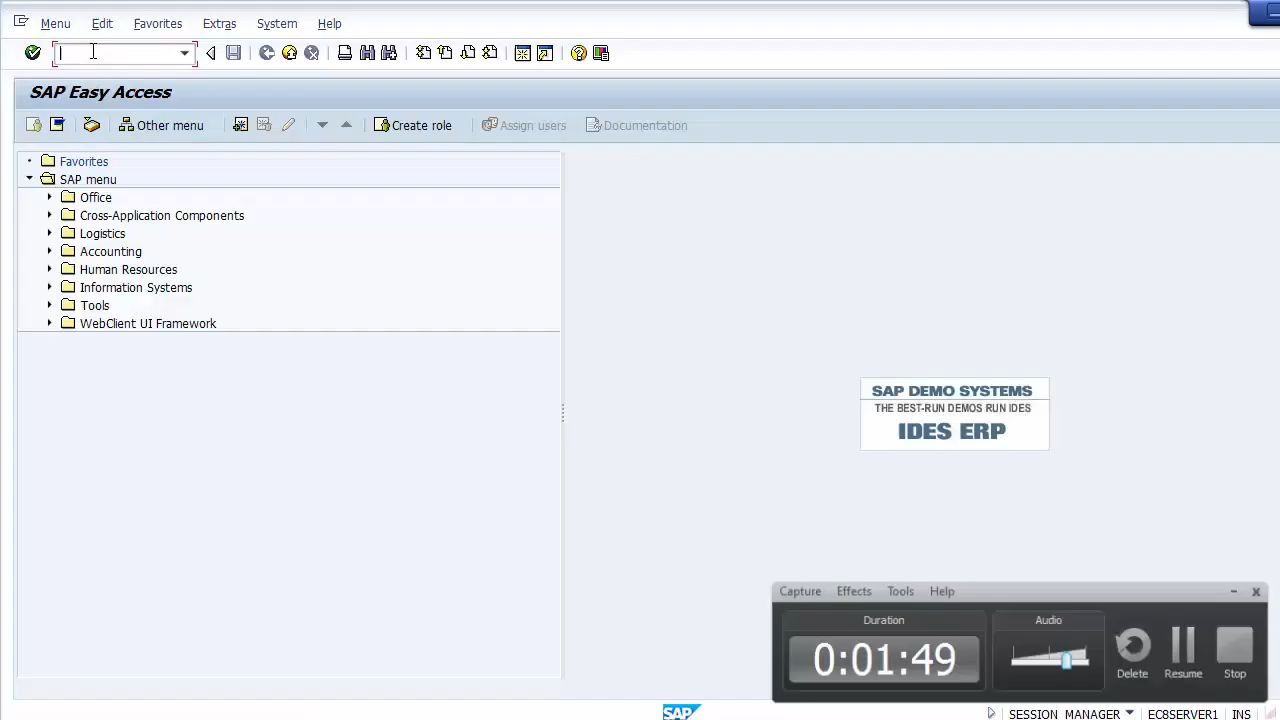 Menu Edit Favorites Extras System Help
SAP Easy Access
Other menu Create role Assign users Documentation
Favorites
SAP menu
Office
Cross-Application Components
Logistics
Accounting
Human Resources
Information Systems
Tools
WebClient UI Framework
SAP DEMO SYSTEMS
THE BEST-RUN DEMOS RUN IDES
IDES ERP
Capture Effects Tools Help
Duration Audio
0:01:49
Delete Resume Stop
SAP SESSION_MANAGER EC8SERVER1 INS